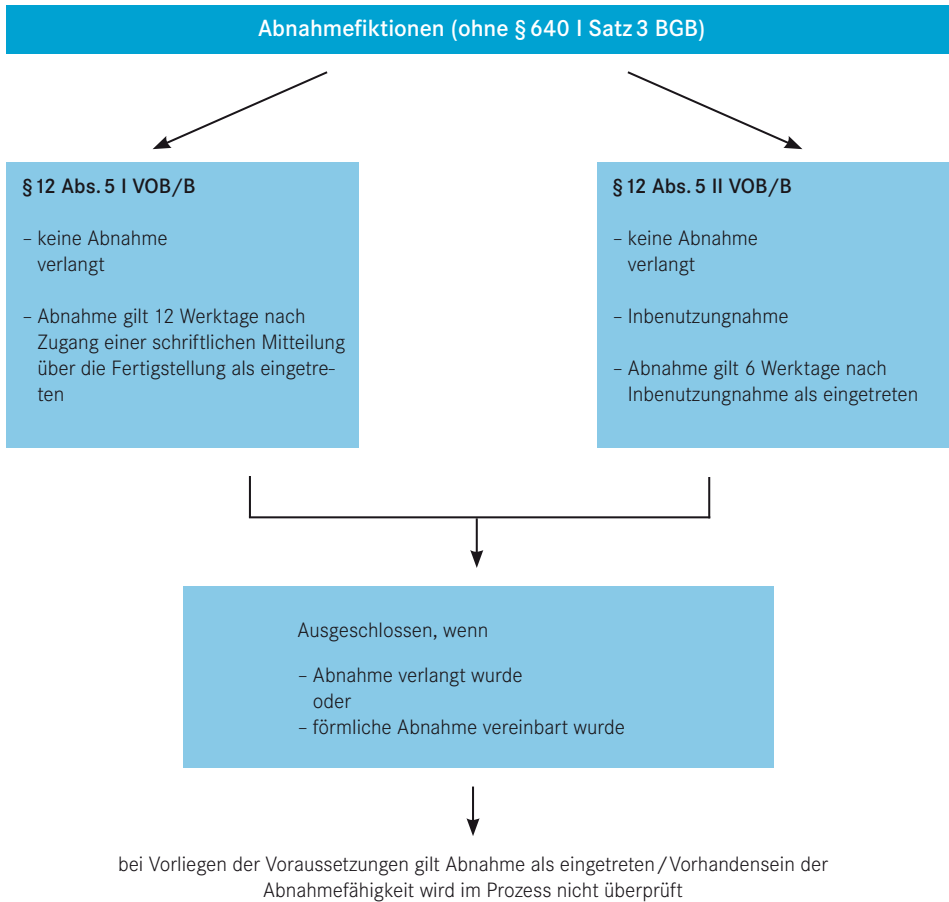 Abnahmefiktionen (ohne § 640 I Satz 3 BGB)
§ 12 Abs. 5 I VOB/B
– keine Abnahme
verlangt
– Abnahme gilt 12 Werktage nach
Zugang einer schriftlichen Mitteilung
über die Fertigstellung als eingetre-
ten
§ 12 Abs. 5 II VOB/B
– keine Abnahme
verlangt
– Inbenutzungnahme
– Abnahme gilt 6 Werktage nach
Inbenutzungnahme als eingetreten
Ausgeschlossen, wenn
– Abnahme verlangt wurde
oder
– förmliche Abnahme vereinbart wurde
bei Vorliegen der Voraussetzungen gilt Abnahme als eingetreten / Vorhandensein der
Abnahmefähigkeit wird im Prozess nicht überprüft